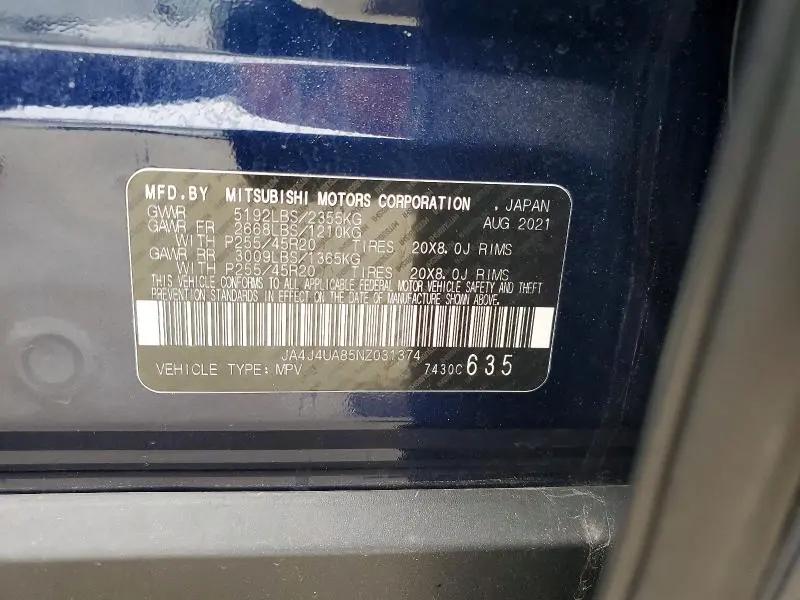 MFD.BY MITSUBISHI MOTORS CORPORATION , JAPAN
GVWR 5192LBS/2355KG AUG 2021
GAWR FR 2668LBS/1210KG
WITH P255/45R20 TIRES 20X8.0J RIMS
GAWR RR 3009LBS/1365KG
WITH P255/45R20 TIRES 20X8.0J RIMS
THIS VEHICLE CONFORMS TO ALL APPLICABLE FEDERAL MOTOR VEHICLE SAFETY AND THEFT
PREVENTION STANDARDS IN EFFECT ON THE DATE OF MANUFACTURE SHOWN ABOVE.
JA4J4UA85NZ031374
VEHICLE TYPE: MPV 7430C 635